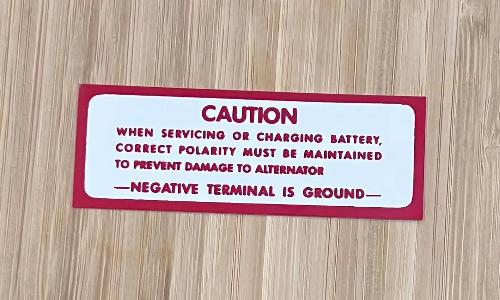 CAUTION
WHEN SERVICING OR CHARGING BATTERY,
CORRECT POLARITY MUST BE MAINTAINED
TO PREVENT DAMAGE TO ALTERNATOR
—NEGATIVE TERMINAL IS GROUND—